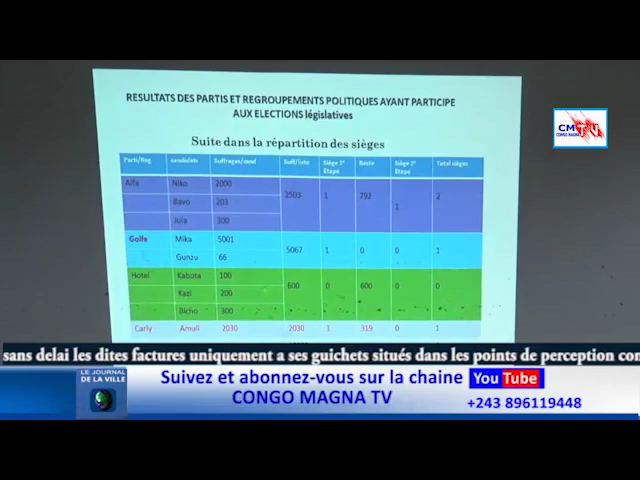 RESULTATS DES PARTIS ET REGROUPEMENTS POLITIQUES AYANT PARTICIPE
AUX ELECTIONS législatives
CMTV
CONGO MAGNA
Suite dans la répartition des sièges
Parti/Reg candidats Suffrages/cand Suff/liste Siège 1e Etape Reste Siège 2e Etape Total sièges
Alfa Niko 2000 2503 1 792 1 2
Bavo 203
Jula 300
Golfe Mika 5001 5067 1 0 0 1
Gunzu 66
Hotel Kabota 100 600 0 600 0 0
Kazi 200
Bicho 300
Carly Amuli 2030 2030 1 319 0 1
sans delai les dites factures uniquement a ses guichets situés dans les points de perception con
LE JOURNAL
DE LA VILLE
Suivez et abonnez-vous sur la chaine YouTube
CONGO MAGNA TV
+243 896119448